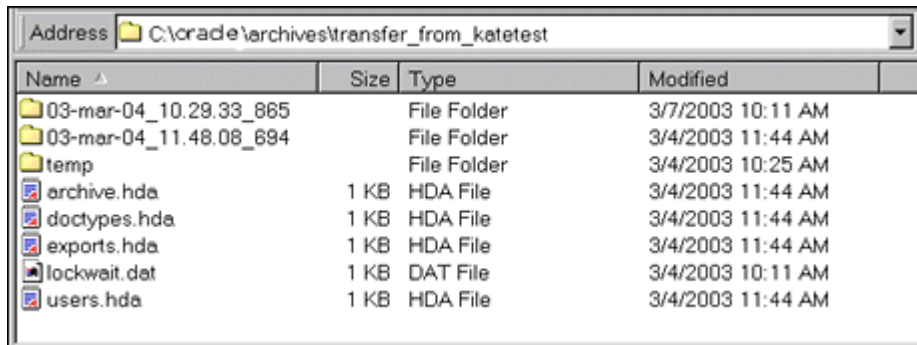 Address C:\oracle\archives\transfer_from_katetest
Name Size Type Modified
03-mar-04_10.29.33_865 File Folder 3/7/2003 10:11 AM
03-mar-04_11.48.08_694 File Folder 3/4/2003 11:44 AM
temp File Folder 3/4/2003 10:25 AM
archive.hda 1 KB HDA File 3/4/2003 11:44 AM
doctypes.hda 1 KB HDA File 3/4/2003 11:44 AM
exports.hda 1 KB HDA File 3/4/2003 11:44 AM
lockwait.dat 1 KB DAT File 3/4/2003 10:11 AM
users.hda 1 KB HDA File 3/4/2003 11:44 AM